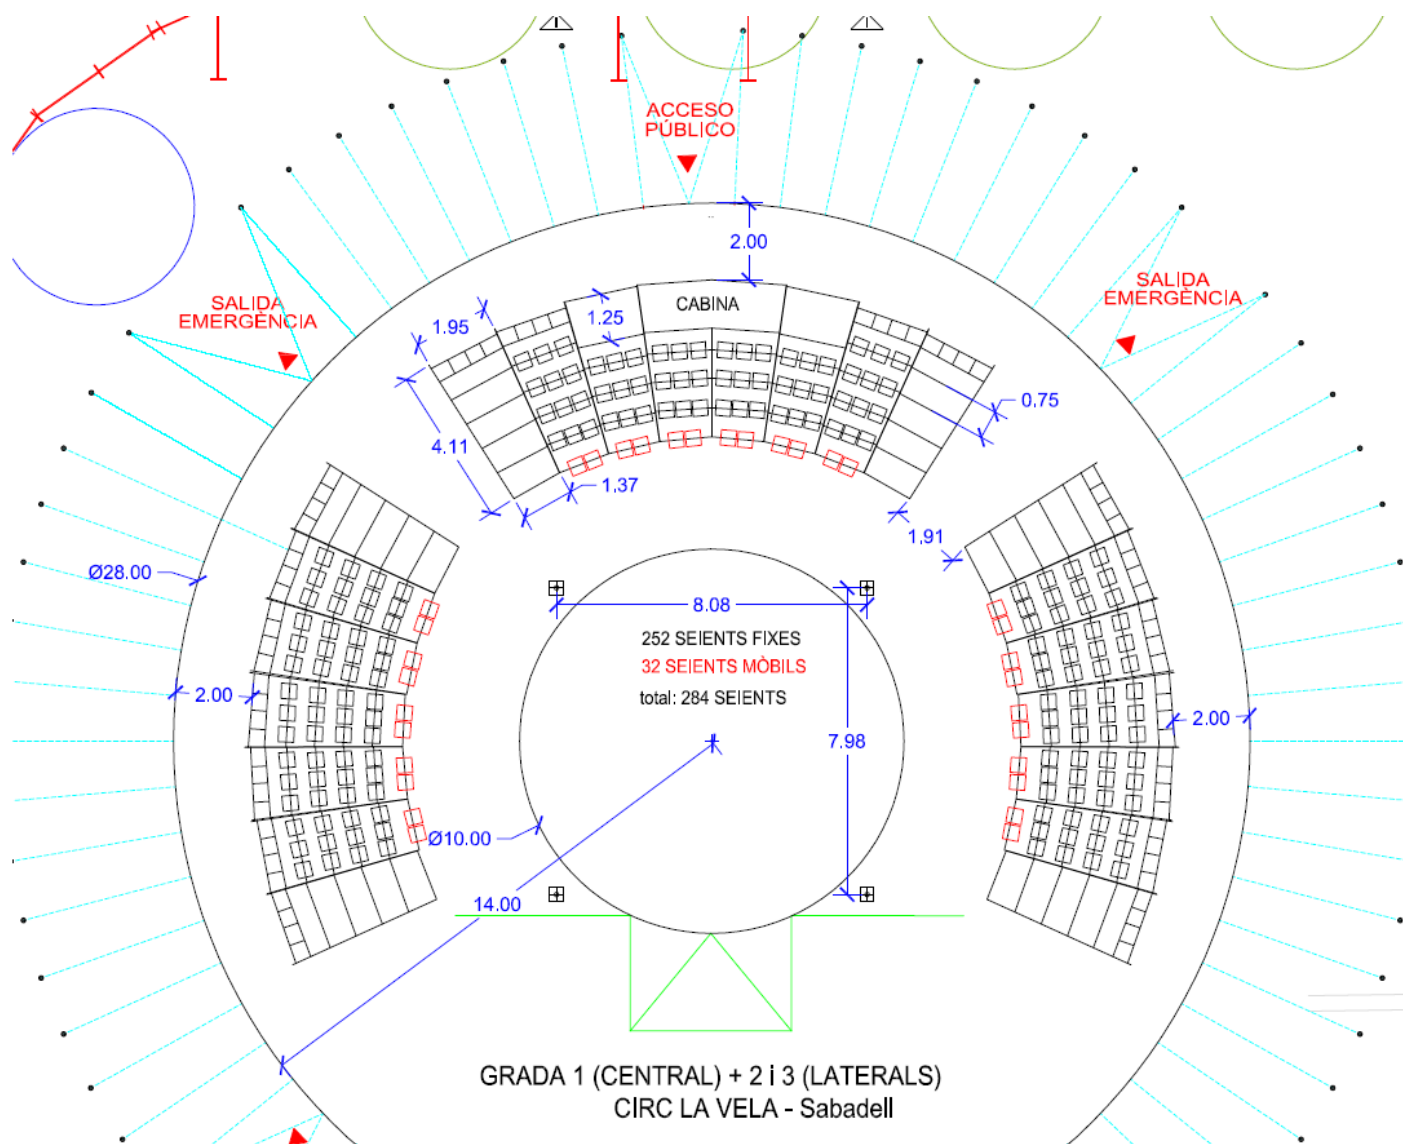 ACCESO
PÚBLICO
2.00
SALIDA
EMERGÈNCIA
SALIDA
EMERGÈNCIA
CABINA
1.95
1.25
0.75
4.11
1,37
1,91
Ø28.00
8.08
252 SEIENTS FIXES
32 SEIENTS MÒBILS
total: 284 SEIENTS
2.00
2.00
7.98
Ø10.00
14.00
GRADA 1 (CENTRAL) + 2 i 3 (LATERALS)
CIRC LA VELA - Sabadell